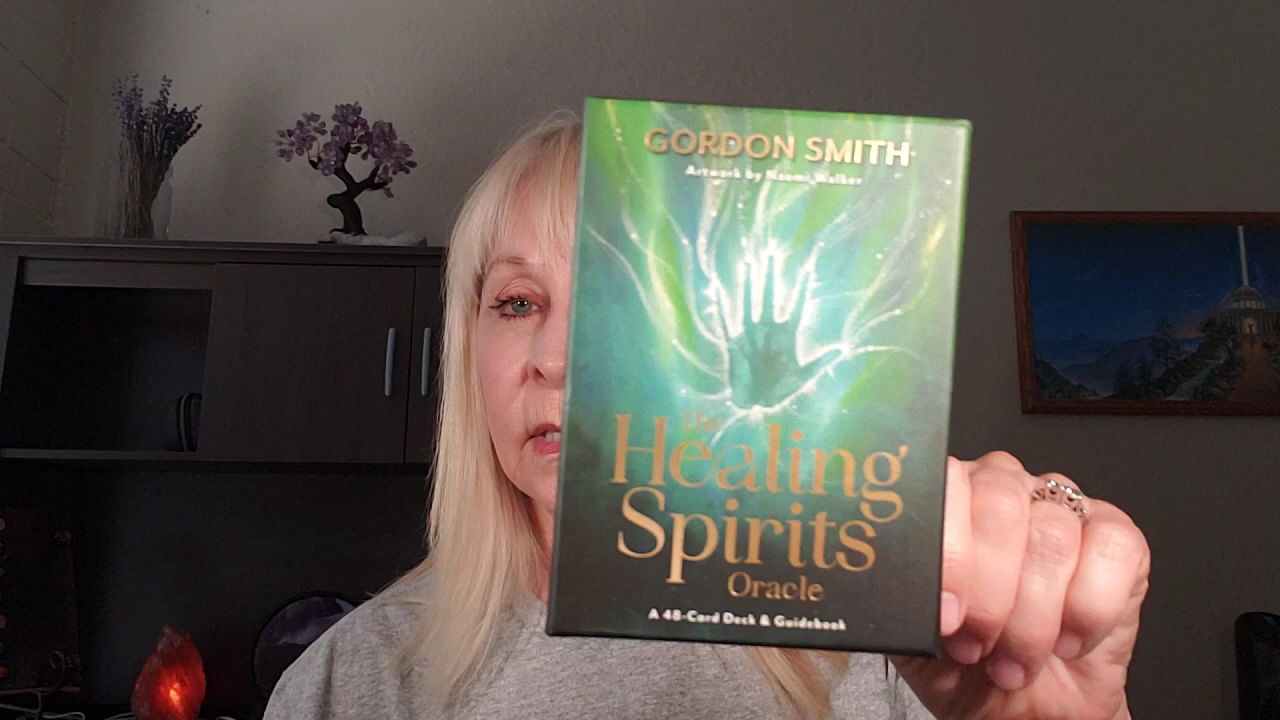 GORDON SMITH
Artwork by Naomi Walker
The
Healing
Spirits
Oracle
A 48-Card Deck & Guidebook